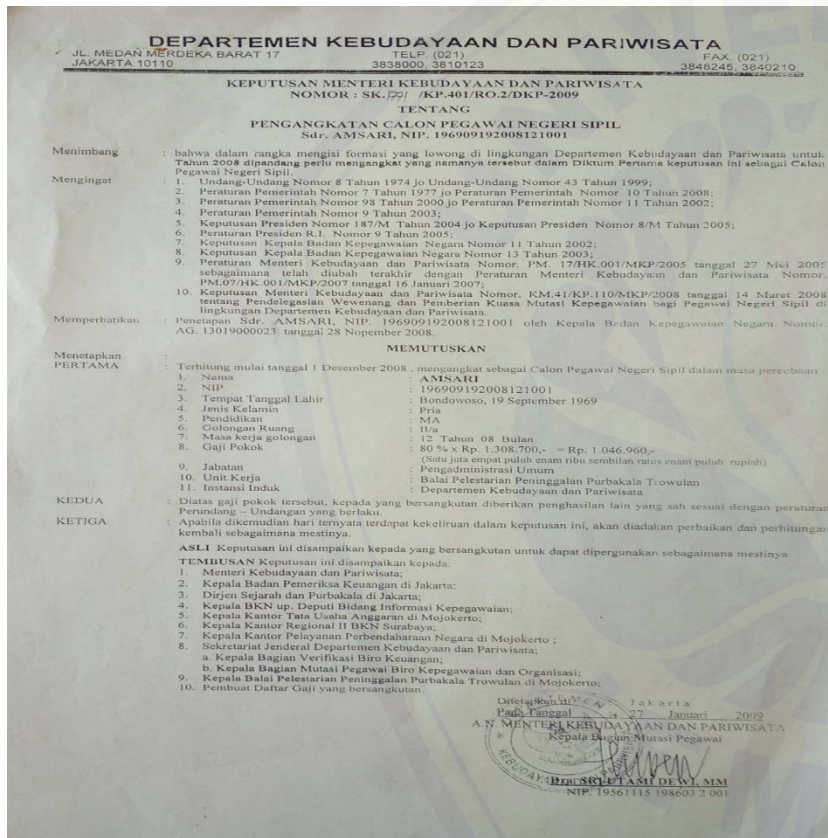 DEPARTEMEN KEBUDAYAAN DAN PARIWISATA
JL. MEDAN MERDEKA BARAT 17 TELP. (021) FAX. (021)
JAKARTA 10110 3838000, 3810123 3848245, 3840210
KEPUTUSAN MENTERI KEBUDAYAAN DAN PARIWISATA
NOMOR : SK. /KP.401/RO.2/DKP-2009
TENTANG
PENGANGKATAN CALON PEGAWAI NEGERI SIPIL
Sdr. AMSARI, NIP. 196909192008121001
Menimbang : bahwa dalam rangka mengisi formasi yang lowong di lingkungan Departemen Kebudayaan dan Pariwisata untuk
Tahun 2008 dipandang perlu mengangkat yang namanya tersebut dalam Diktum Pertama keputusan ini sebagai Calon
Pegawai Negeri Sipil.
Mengingat : 1. Undang-Undang Nomor 8 Tahun 1974 jo Undang-Undang Nomor 43 Tahun 1999;
2. Peraturan Pemerintah Nomor 7 Tahun 1977 jo Peraturan Pemerintah Nomor 10 Tahun 2008;
3. Peraturan Pemerintah Nomor 98 Tahun 2000 jo Peraturan Pemerintah Nomor 11 Tahun 2002;
4. Peraturan Pemerintah Nomor 9 Tahun 2003;
5. Keputusan Presiden Nomor 187/M Tahun 2004 jo Keputusan Presiden Nomor 8/M Tahun 2005;
6. Peraturan Presiden R.I. Nomor 9 Tahun 2005;
7. Keputusan Kepala Badan Kepegawaian Negara Nomor 11 Tahun 2002;
8. Keputusan Kepala Badan Kepegawaian Negara Nomor 13 Tahun 2003;
9. Peraturan Menteri Kebudayaan dan Pariwisata Nomor. PM. 17/HK.001/MKP/2005 tanggal 27 Mei 2005
sebagaimana telah diubah terakhir dengan Peraturan Menteri Kebudayaan dan Pariwisata Nomor.
PM.07/HK.001/MKP/2007 tanggal 16 Januari 2007;
10. Keputusan Menteri Kebudayaan dan Pariwisata Nomor. KM.41/KP.110/MKP/2008 tanggal 14 Maret 2008
tentang Pendelegasian Wewenang dan Pemberian Kuasa Mutasi Kepegawaian bagi Pegawai Negeri Sipil di
lingkungan Departemen Kebudayaan dan Pariwisata.
Memperhatikan : Penetapan Sdr. AMSARI, NIP. 196909192008121001 oleh Kepala Badan Kepegawaian Negara Nomor.
AG. 13019000023 tanggal 28 Nopember 2008.
MEMUTUSKAN
Menetapkan :
PERTAMA : Terhitung mulai tanggal 1 Desember 2008 , mengangkat sebagai Calon Pegawai Negeri Sipil dalam masa percobaan :
1. Nama : AMSARI
2. NIP : 196909192008121001
3. Tempat Tanggal Lahir : Bondowoso, 19 September 1969
4. Jenis Kelamin : Pria
5. Pendidikan : MA
6. Golongan Ruang : II/a
7. Masa kerja golongan : 12 Tahun 08 Bulan
8. Gaji Pokok : 80 % x Rp. 1.308.700,- = Rp. 1.046.960,-
(Satu juta empat puluh enam ribu sembilan ratus enam puluh rupiah)
9. Jabatan : Pengadministrasi Umum
10. Unit Kerja : Balai Pelestarian Peninggalan Purbakala Trowulan
11. Instansi Induk : Departemen Kebudayaan dan Pariwisata
KEDUA : Diatas gaji pokok tersebut, kepada yang bersangkutan diberikan penghasilan lain yang sah sesuai dengan peraturan
Perundang – Undangan yang berlaku.
KETIGA : Apabila dikemudian hari ternyata terdapat kekeliruan dalam keputusan ini, akan diadakan perbaikan dan perhitungan
kembali sebagaimana mestinya.
ASLI Keputusan ini disampaikan kepada yang bersangkutan untuk dapat dipergunakan sebagaimana mestinya
TEMBUSAN Keputusan ini disampaikan kepada:
1. Menteri Kebudayaan dan Pariwisata;
2. Kepala Badan Pemeriksa Keuangan di Jakarta:
3. Dirjen Sejarah dan Purbakala di Jakarta;
4. Kepala BKN up. Deputi Bidang Informasi Kepegawaian;
5. Kepala Kantor Tata Usaha Anggaran di Mojokerto;
6. Kepala Kantor Regional II BKN Surabaya;
7. Kepala Kantor Pelayanan Perbendaharaan Negara di Mojokerto ;
8. Sekretariat Jenderal Departemen Kebudayaan dan Pariwisata;
a. Kepala Bagian Verifikasi Biro Keuangan;
b. Kepala Bagian Mutasi Pegawai Biro Kepegawaian dan Organisasi;
9. Kepala Balai Pelestarian Peninggalan Purbakala Trowulan di Mojokerto;
10. Pembuat Daftar Gaji yang bersangkutan.
Ditetapkan di : Jakarta
Pada Tanggal : 27 Januari 2009
A.N. MENTERI KEBUDAYAAN DAN PARIWISATA
Kepala Bagian Mutasi Pegawai
Dra. SRI UTAMI DEWI, MM
NIP. 19561115 198603 2 001